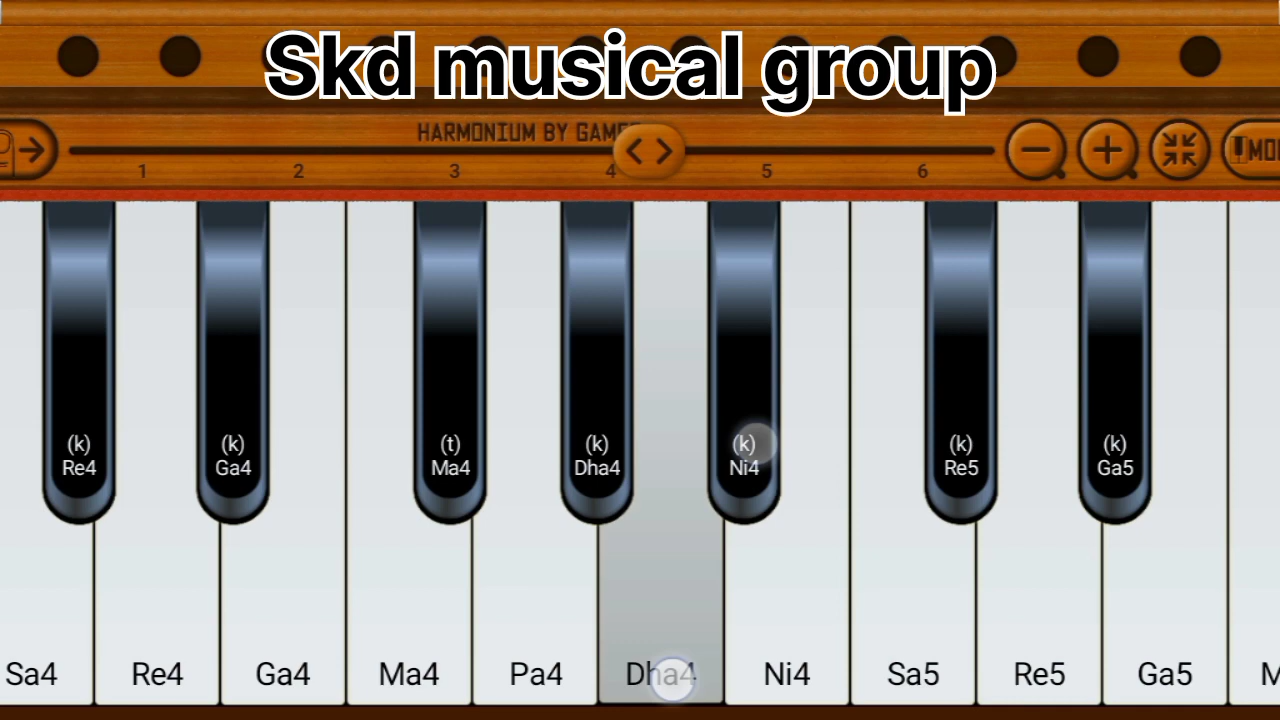 Skd musical group
HARMONIUM BY
1 2 3 4 5 6
(k) (k) (t) (k) (k) (k) (k)
Re4 Ga4 Ma4 Dha4 Ni4 Re5 Ga5
Sa4 Re4 Ga4 Ma4 Pa4 Dha4 Ni4 Sa5 Re5 Ga5